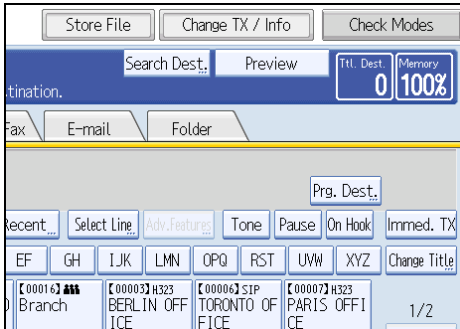 Store File Change TX / Info Check Modes
Search Dest. Preview Ttl. Dest. Memory
tination. 0 100%
Fax E-mail Folder
Prg. Dest.
Recent Select Line Adv.Features Tone Pause On Hook Immed. TX
EF GH IJK LMN OPQ RST UVW XYZ Change Title
[00016] [00003] H323 [00006] SIP [00007] H323
Branch BERLIN OFF TORONTO OF PARIS OFFI 1/2
ICE FICE CE